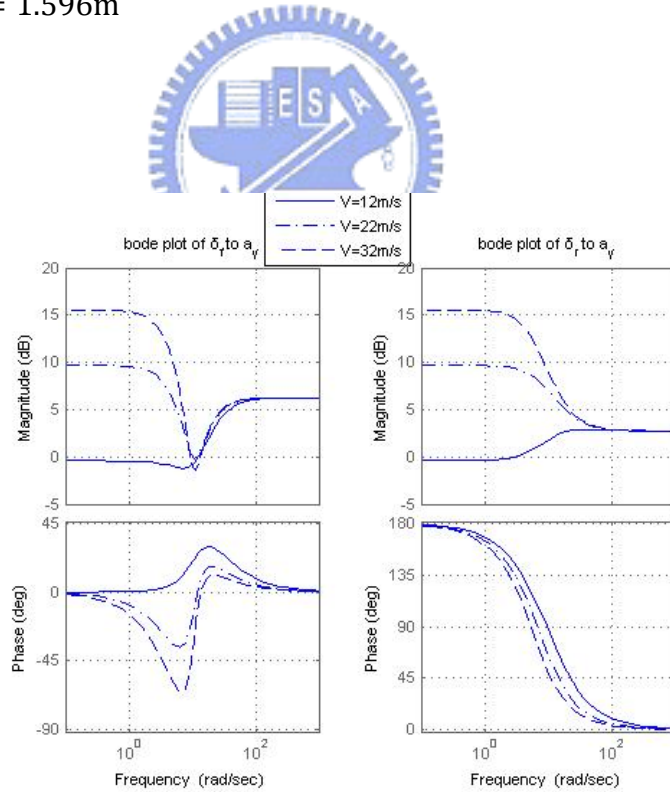 = 1.596m
E S A
V=12m/s
V=22m/s
V=32m/s
bode plot of δf to ay
20
15
10
5
0
-5
Magnitude (dB)
45
0
-45
-90
Phase (deg)
10^0
10^2
Frequency (rad/sec)
bode plot of δr to ay
20
15
10
5
0
-5
Magnitude (dB)
180
135
90
45
0
Phase (deg)
10^0
10^2
Frequency (rad/sec)